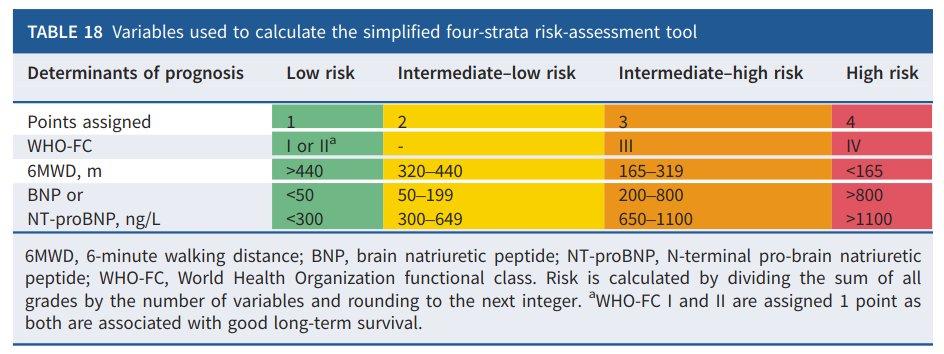 TABLE 18 Variables used to calculate the simplified four-strata risk-assessment tool
Determinants of prognosis Low risk Intermediate–low risk Intermediate–high risk High risk
Points assigned 1 2 3 4
WHO-FC I or IIᵃ - III IV
6MWD, m >440 320–440 165–319 <165
BNP or <50 50–199 200–800 >800
NT-proBNP, ng/L <300 300–649 650–1100 >1100
6MWD, 6-minute walking distance; BNP, brain natriuretic peptide; NT-proBNP, N-terminal pro-brain natriuretic
peptide; WHO-FC, World Health Organization functional class. Risk is calculated by dividing the sum of all
grades by the number of variables and rounding to the next integer. ᵃWHO-FC I and II are assigned 1 point as
both are associated with good long-term survival.